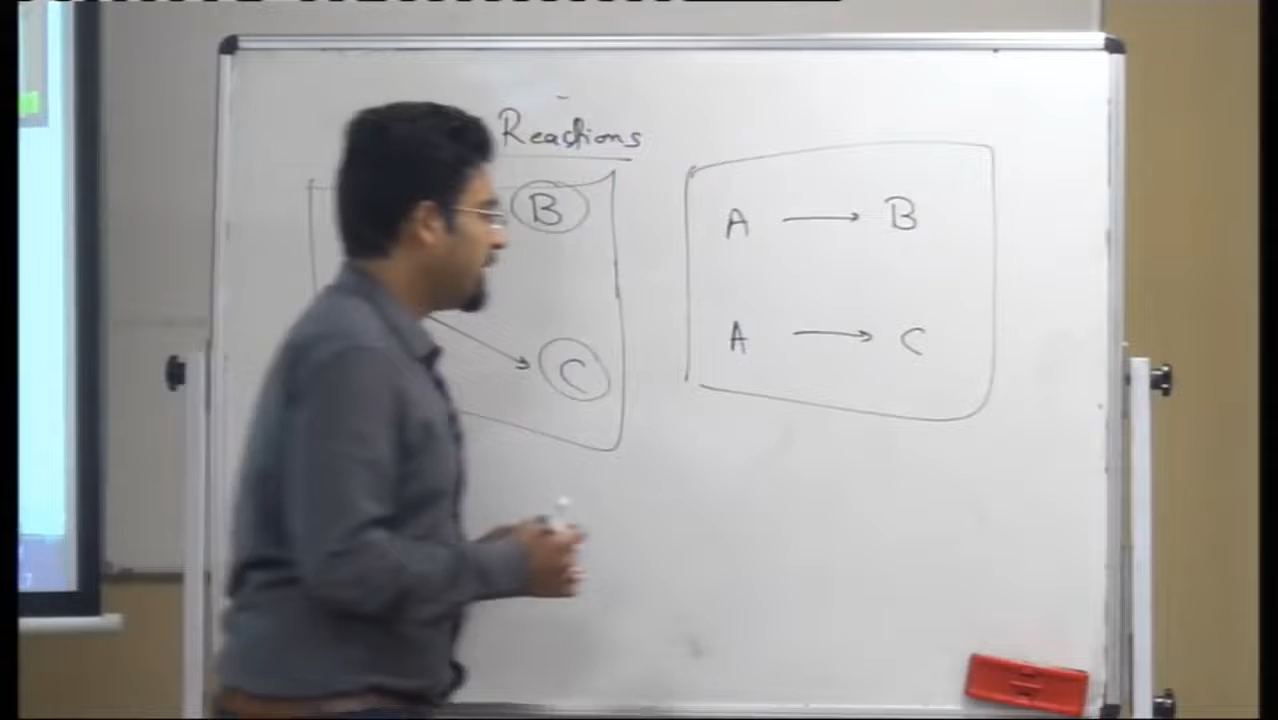 Reactions
B
C
A → B
A → C